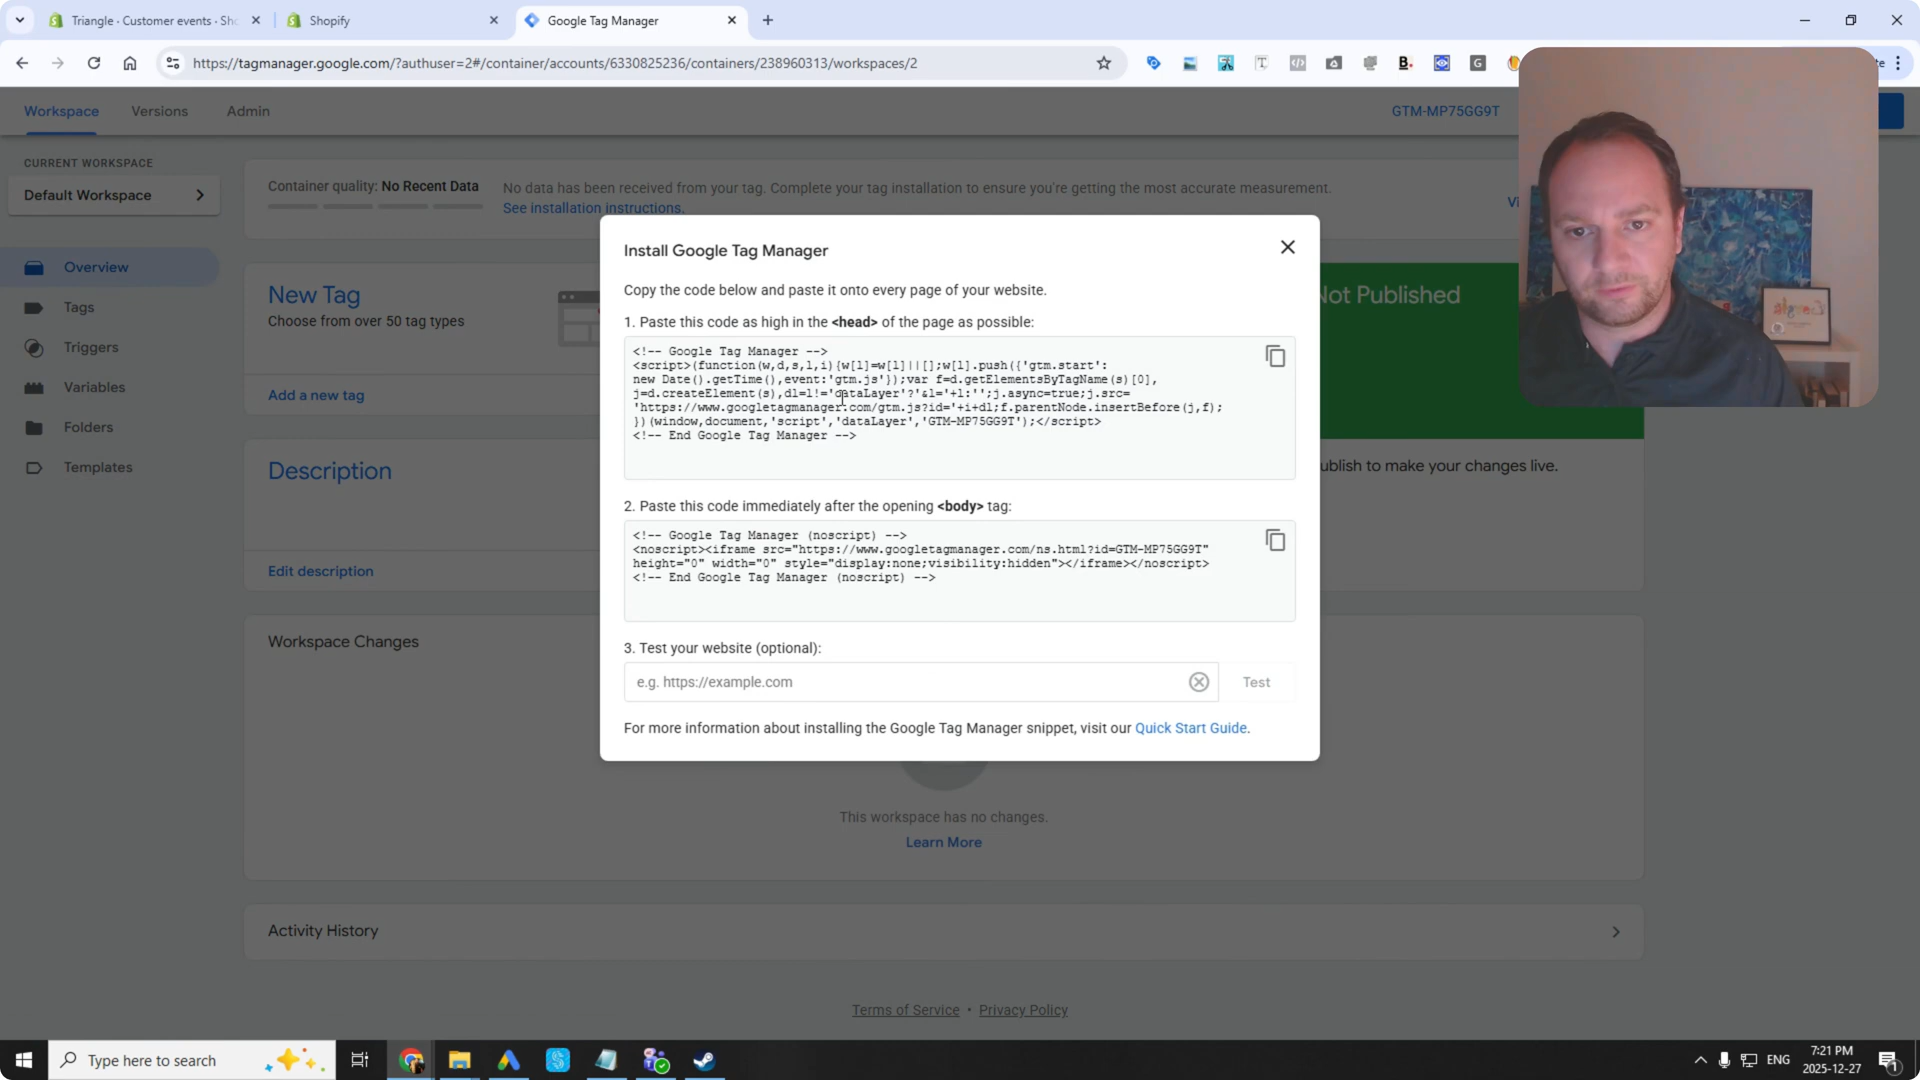 Triangle · Customer events · Sho
Shopify
Google Tag Manager
https://tagmanager.google.com/?authuser=2#/container/accounts/6330825236/containers/238960313/workspaces/2
Workspace
Versions
Admin
GTM-MP75GG9T
CURRENT WORKSPACE
Default Workspace
Overview
Tags
Triggers
Variables
Folders
Templates
Container quality: No Recent Data
No data has been received from your tag. Complete your tag installation to ensure you're getting the most accurate measurement.
See installation instructions.
New Tag
Choose from over 50 tag types
Add a new tag
Not Published
Description
Edit description
ublish to make your changes live.
Install Google Tag Manager
Copy the code below and paste it onto every page of your website.
1. Paste this code as high in the <head> of the page as possible:
<!-- Google Tag Manager -->
<script>(function(w,d,s,l,i){w[l]=w[l]||[];w[l].push({'gtm.start':
new Date().getTime(),event:'gtm.js'});var f=d.getElementsByTagName(s)[0],
j=d.createElement(s),dl=l!='dataLayer'?'&l='+l:'';j.async=true;j.src=
'https://www.googletagmanager.com/gtm.js?id='+i+dl;f.parentNode.insertBefore(j,f);
})(window,document,'script','dataLayer','GTM-MP75GG9T');</script>
<!-- End Google Tag Manager -->
2. Paste this code immediately after the opening <body> tag:
<!-- Google Tag Manager (noscript) -->
<noscript><iframe src="https://www.googletagmanager.com/ns.html?id=GTM-MP75GG9T"
height="0" width="0" style="display:none;visibility:hidden"></iframe></noscript>
<!-- End Google Tag Manager (noscript) -->
3. Test your website (optional):
e.g. https://example.com
Test
For more information about installing the Google Tag Manager snippet, visit our Quick Start Guide.
Workspace Changes
This workspace has no changes.
Learn More
Activity History
Terms of Service • Privacy Policy
Type here to search
ENG
7:21 PM
2025-12-27
1